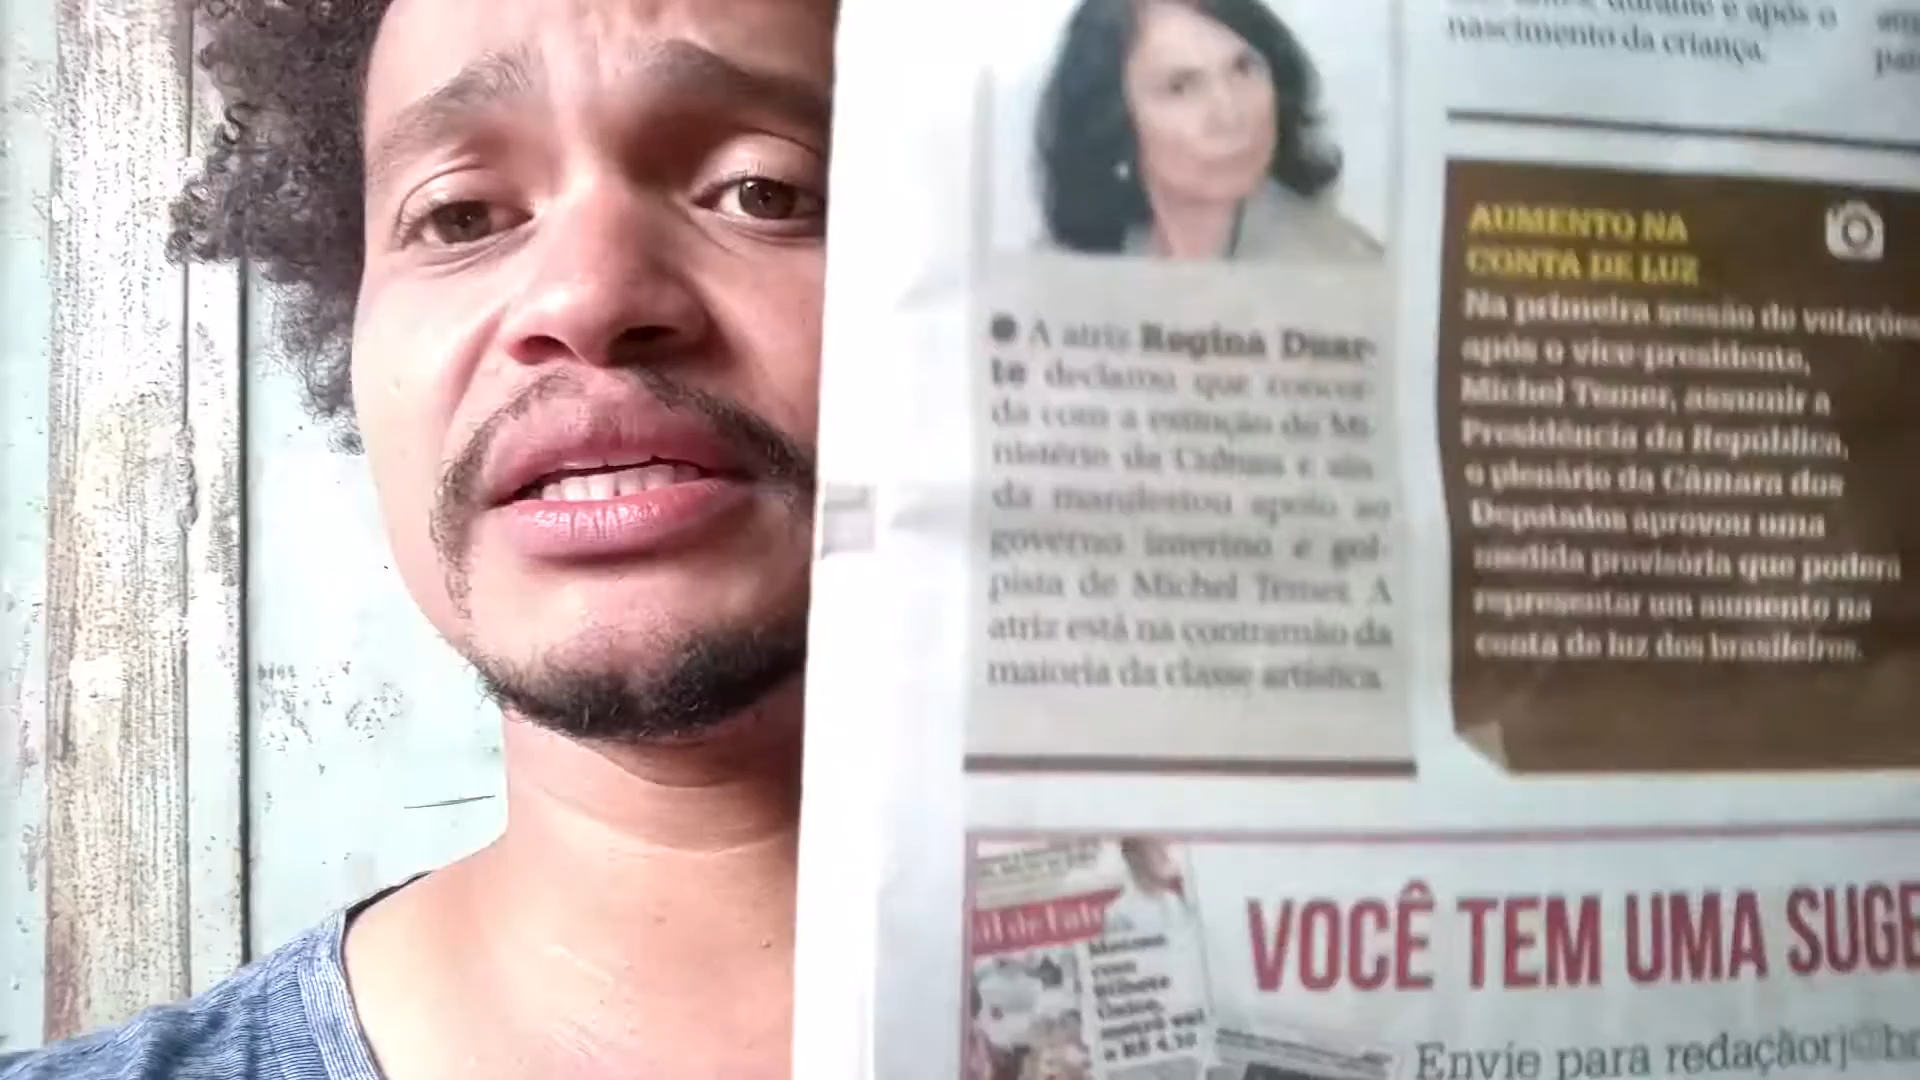 nascimento da criança.
● A atriz Regina Duar-
te declarou que concor-
da com a extinção do Mi-
nistério da Cultura e ain-
da manifestou apoio ao
governo interino e gol-
pista de Michel Temer. A
atriz está na contramão da
maioria da classe artística.
AUMENTO NA
CONTA DE LUZ
Na primeira sessão de votações
após o vice-presidente,
Michel Temer, assumir a
Presidência da República,
o plenário da Câmara dos
Deputados aprovou uma
medida provisória que poderá
representar um aumento na
conta de luz dos brasileiros.
VOCÊ TEM UMA SUGE
Envie para redaçãorj@br